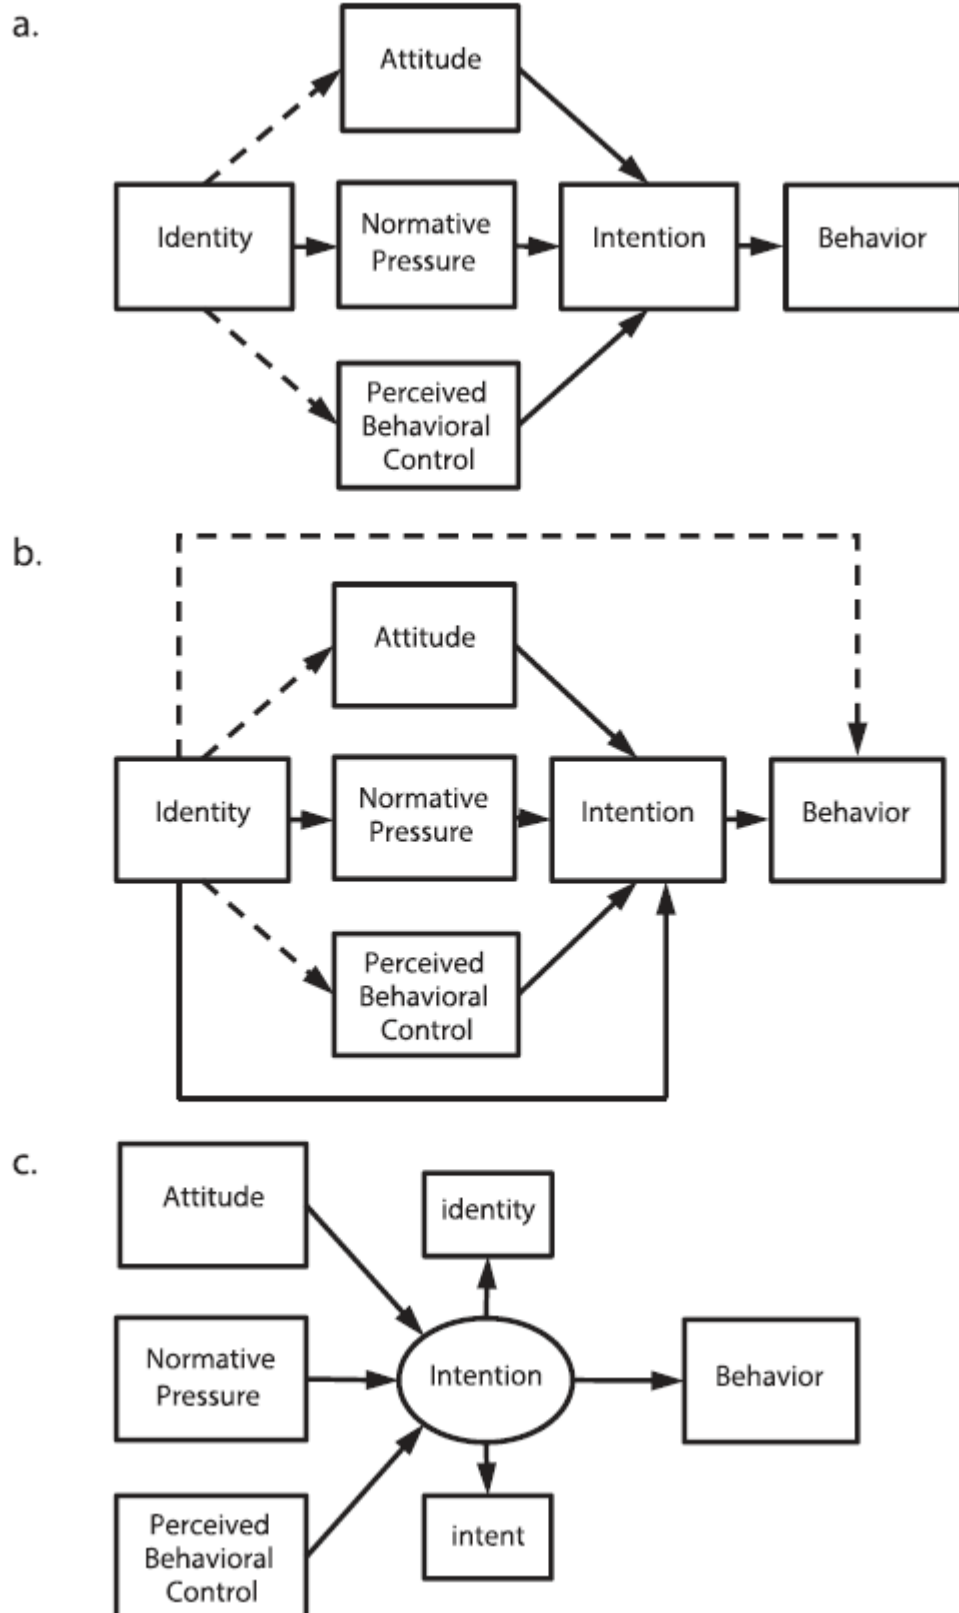 a.
Attitude
Identity
Normative
Pressure
Intention
Behavior
Perceived
Behavioral
Control
b.
Attitude
Identity
Normative
Pressure
Intention
Behavior
Perceived
Behavioral
Control
c.
Attitude
identity
Normative
Pressure
Intention
Behavior
Perceived
Behavioral
Control
intent